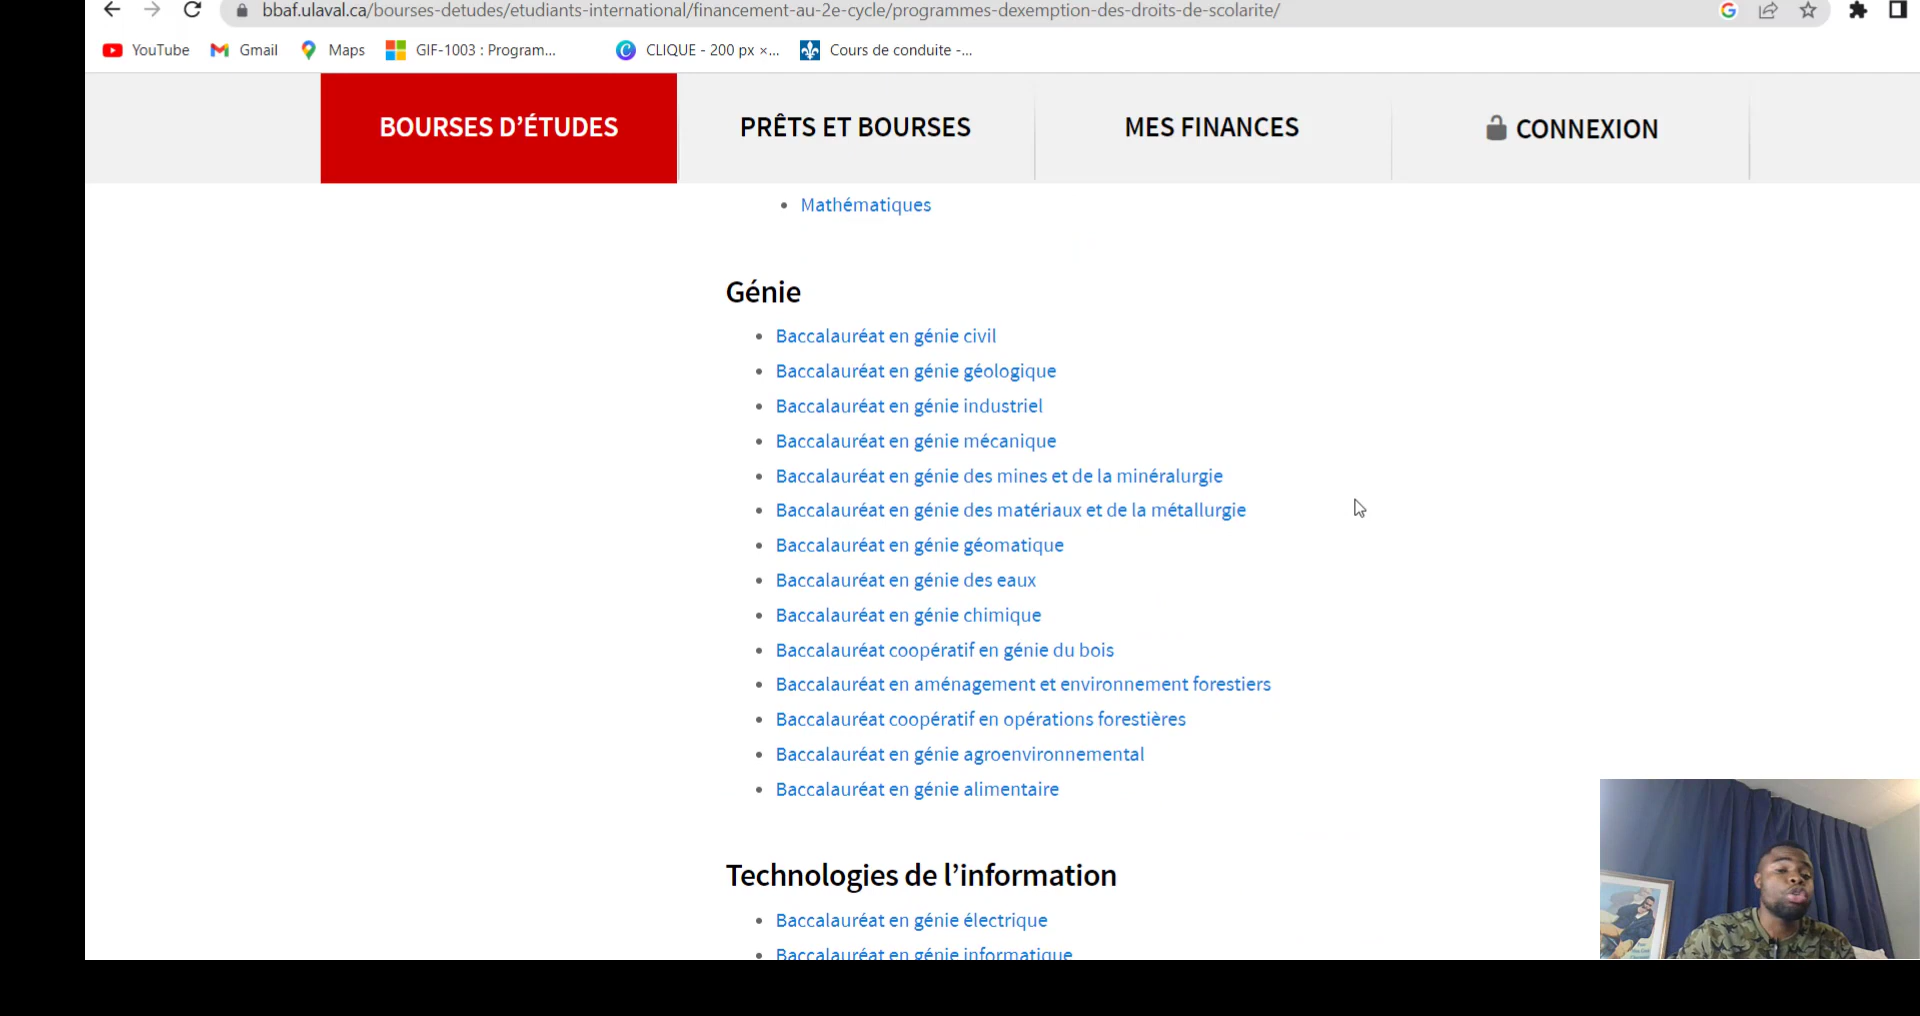 bbaf.ulaval.ca/bourses-detudes/etudiants-international/financement-au-2e-cycle/programmes-dexemption-des-droits-de-scolarite/
YouTube Gmail Maps GIF-1003 : Program... CLIQUE - 200 px ×... Cours de conduite -...
BOURSES D’ÉTUDES PRÊTS ET BOURSES MES FINANCES CONNEXION
Mathématiques
Génie
Baccalauréat en génie civil
Baccalauréat en génie géologique
Baccalauréat en génie industriel
Baccalauréat en génie mécanique
Baccalauréat en génie des mines et de la minéralurgie
Baccalauréat en génie des matériaux et de la métallurgie
Baccalauréat en génie géomatique
Baccalauréat en génie des eaux
Baccalauréat en génie chimique
Baccalauréat coopératif en génie du bois
Baccalauréat en aménagement et environnement forestiers
Baccalauréat coopératif en opérations forestières
Baccalauréat en génie agroenvironnemental
Baccalauréat en génie alimentaire
Technologies de l’information
Baccalauréat en génie électrique
Baccalauréat en génie informatique